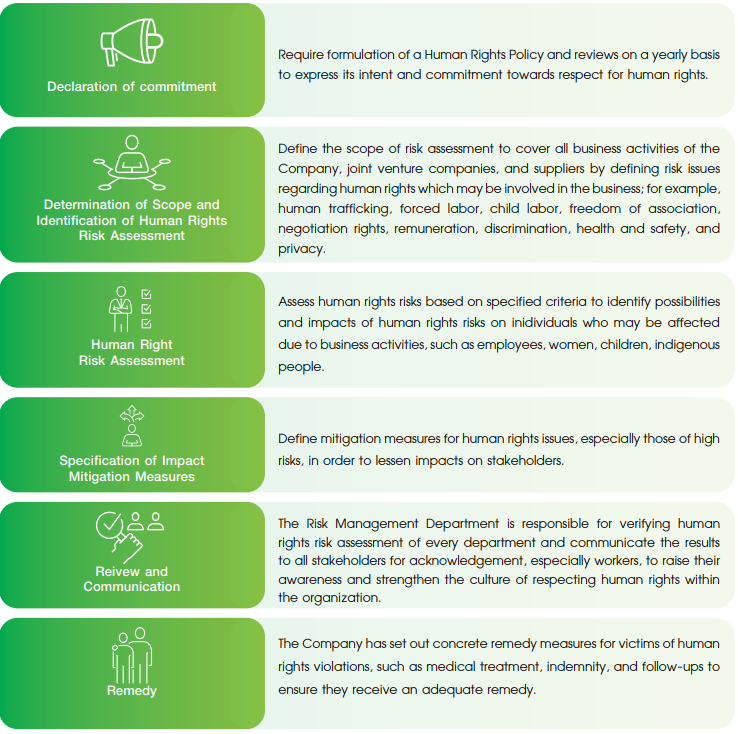 Declaration of commitment
Require formulation of a Human Rights Policy and reviews on a yearly basis
to express its intent and commitment towards respect for human rights.
Determination of Scope and
Identification of Human Rights
Risk Assessment
Define the scope of risk assessment to cover all business activities of the
Company, joint venture companies, and suppliers by defining risk issues
regarding human rights which may be involved in the business; for example,
human trafficking, forced labor, child labor, freedom of association,
negotiation rights, remuneration, discrimination, health and safety, and
privacy.
Human Right
Risk Assessment
Assess human rights risks based on specified criteria to identify possibilities
and impacts of human rights risks on inidividuals who may be affected
due to business activities, such as employees, women, children, indigenous
people.
Specification of Impact
Mitigation Measures
Define mitigation measures for human rights issues, especially those of high
risks, in order to lessen impacts on stakeholders.
Reivew and
Communication
The Risk Management Department is responsible for verifying human
rights risk assessment of every department and communicate the results
to all stakeholders for acknowledgement, especially workers, to raise their
awareness and strengthen the culture of respecting human rights within
the organization.
Remedy
The Company has set out concrete remedy measures for victims of human
rights violations, such as medical treatment, indemnity, and follow-ups to
ensure they receive an adequate remedy.